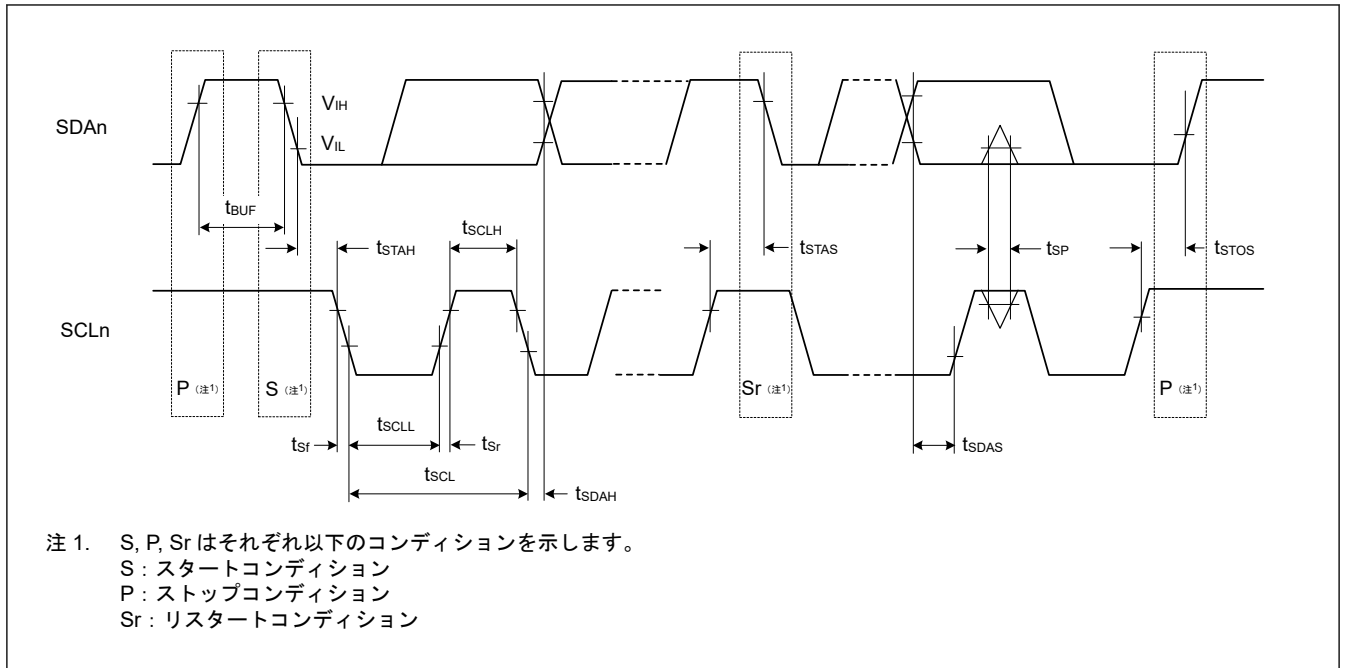 SDAn
VIH
VIL
tBUF
tSTAH
tSCLH
tSTAS
tSP
tSTOS
SCLn
P（注1）
S（注1）
Sr（注1）
P（注1）
tSf
tSCLL
tSr
tSCL
tSDAH
tSDAS
注 1. S, P, Sr はそれぞれ以下のコンディションを示します。
S：スタートコンディション
P：ストップコンディション
Sr：リスタートコンディション